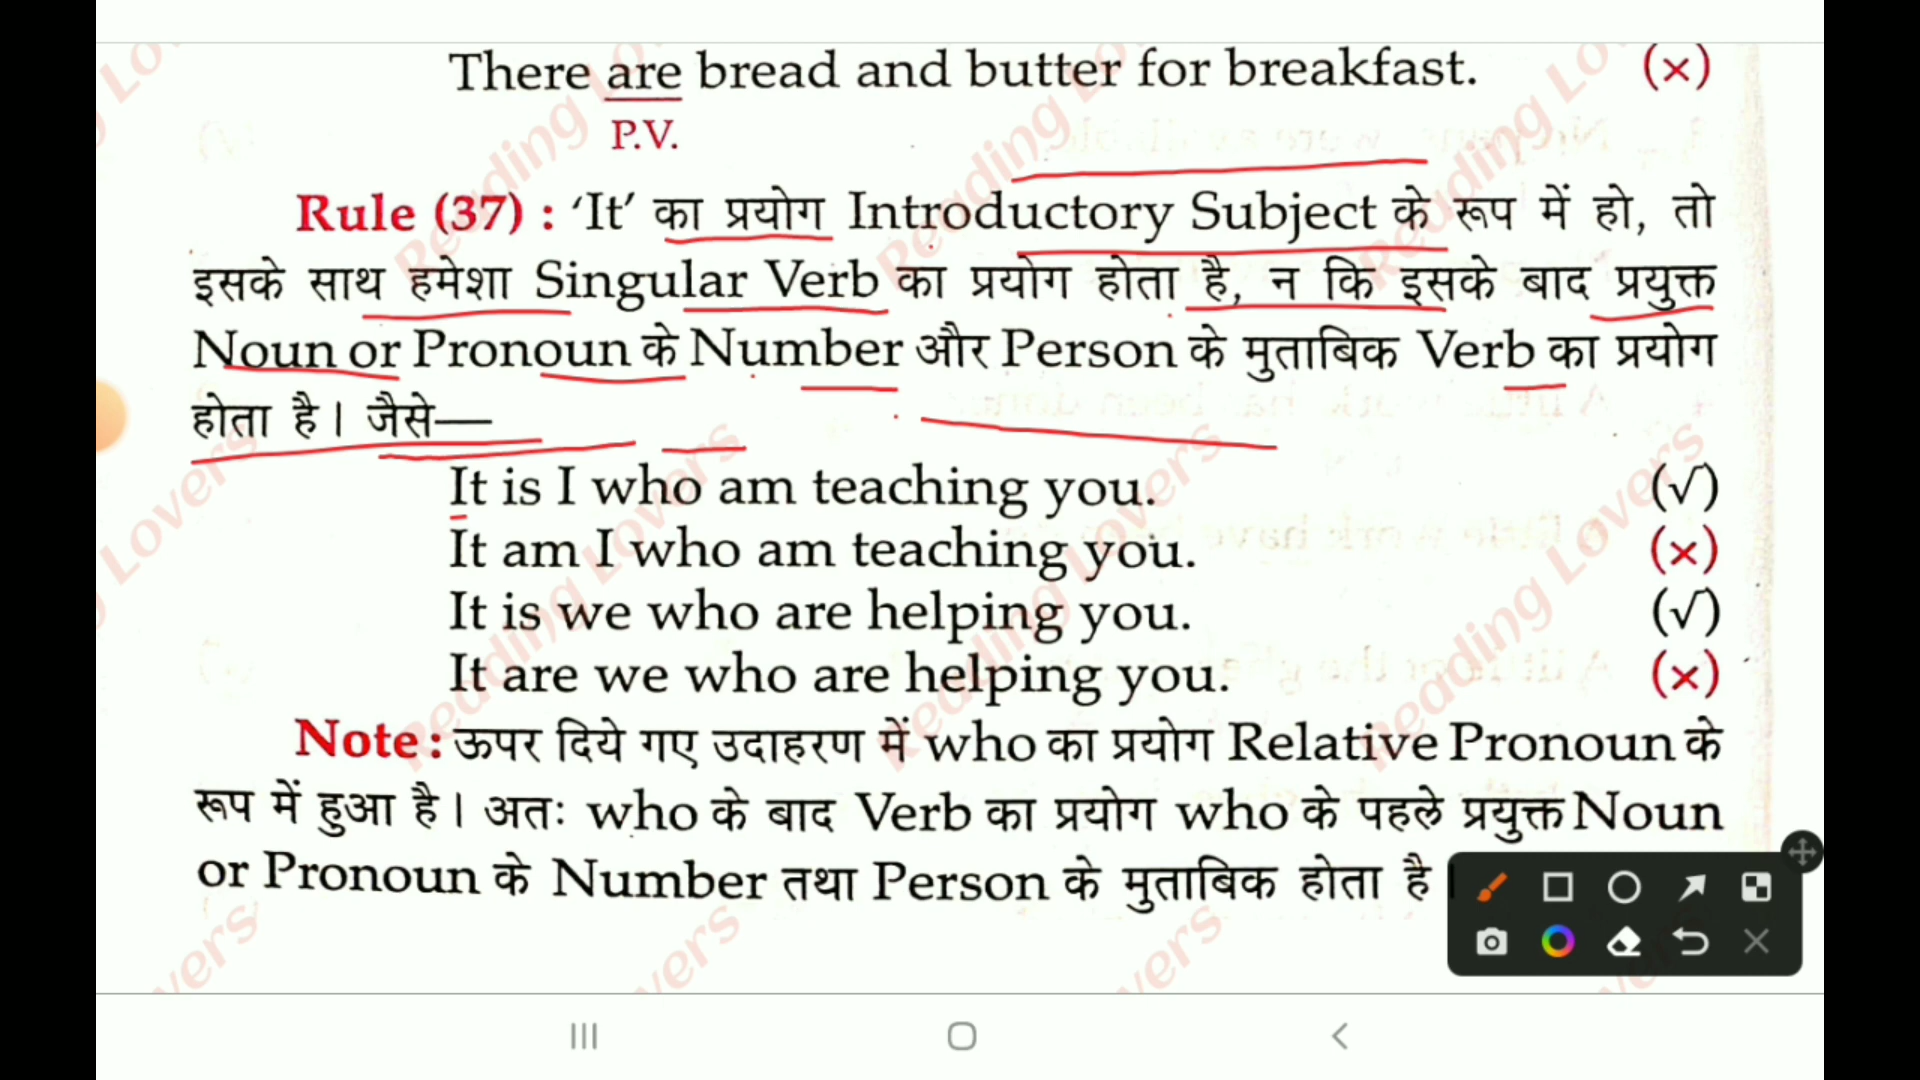 There are bread and butter for breakfast. (×)
P.V.
Rule (37) : ‘It’ का प्रयोग Introductory Subject के रूप में हो, तो
इसके साथ हमेशा Singular Verb का प्रयोग होता है, न कि इसके बाद प्रयुक्त
Noun or Pronoun के Number और Person के मुताबिक Verb का प्रयोग
होता है। जैसे—
It is I who am teaching you. (√)
It am I who am teaching you. (×)
It is we who are helping you. (√)
It are we who are helping you. (×)
Note: ऊपर दिये गए उदाहरण में who का प्रयोग Relative Pronoun के
रूप में हुआ है। अतः who के बाद Verb का प्रयोग who के पहले प्रयुक्त Noun
or Pronoun के Number तथा Person के मुताबिक होता है।
Reading Lovers